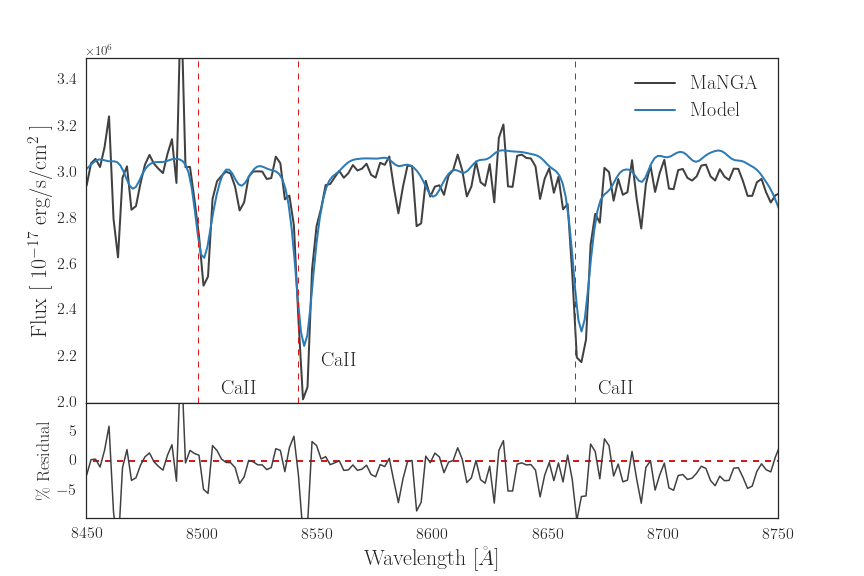 ×10⁶
3.4
3.2
3.0
2.8
2.6
2.4
2.2
2.0
Flux [ 10⁻¹⁷ erg/s/cm² ]
MaNGA
Model
CaII
CaII
CaII
5
0
−5
% Residual
8450 8500 8550 8600 8650 8700 8750
Wavelength [Å]